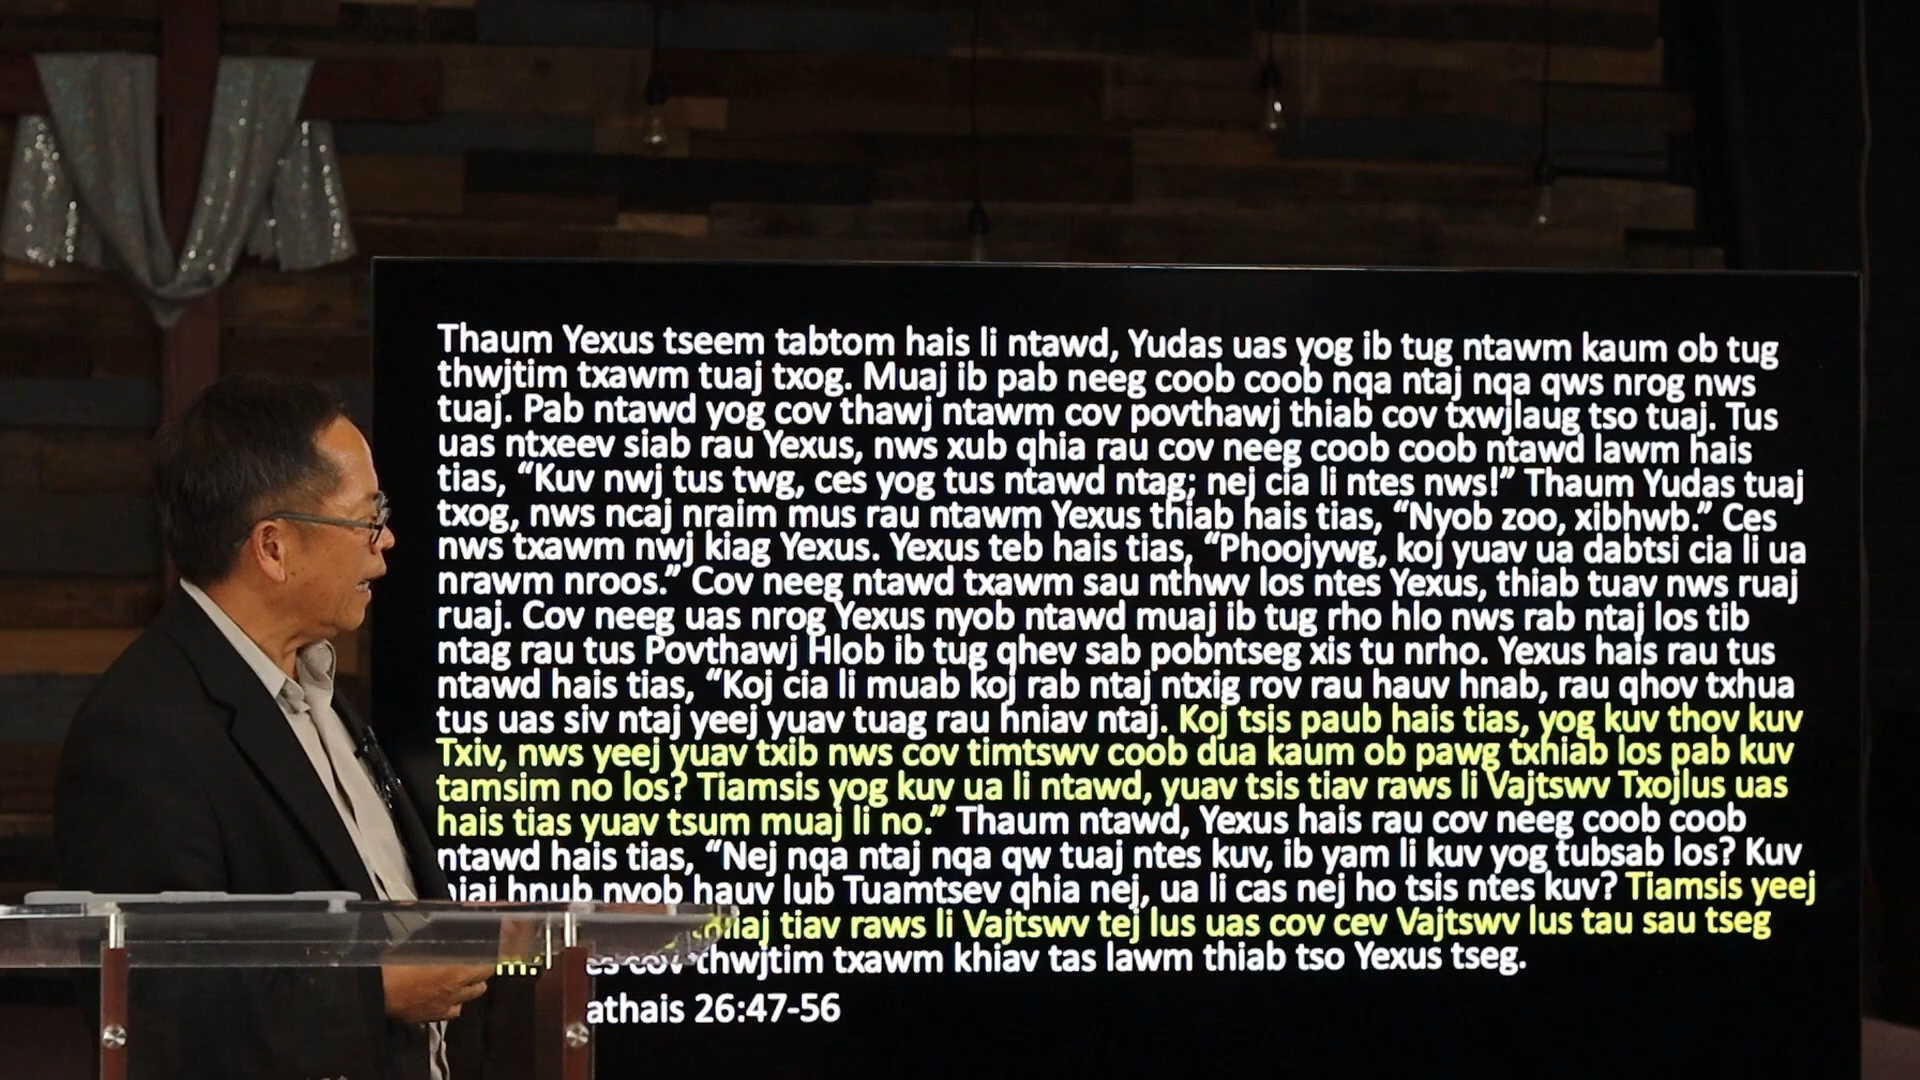 Thaum Yexus tseem tabtom hais li ntawd, Yudas uas yog ib tug ntawm kaum ob tug
thwjtim txawm tuaj txog. Muaj ib pab neeg coob coob nqa ntaj nqa qws nrog nws
tuaj. Pab ntawd yog cov thawj ntawm cov povthawj thiab cov txwjlaug tso tuaj. Tus
uas ntxeev siab rau Yexus, nws xub qhia rau cov neeg coob coob ntawd lawm hais
tias, “Kuv nwj tus twg, ces yog tus ntawd ntag; nej cia li ntes nws!” Thaum Yudas tuaj
txog, nws ncaj nraim mus rau ntawm Yexus thiab hais tias, “Nyob zoo, xibhwb.” Ces
nws txawm nwj kiag Yexus. Yexus teb hais tias, “Phoojywg, koj yuav ua dabtsi cia li ua
nrawm nroos.” Cov neeg ntawd txawm sau nthwv los ntes Yexus, thiab tuav nws ruaj
ruaj. Cov neeg uas nrog Yexus nyob ntawd muaj ib tug rho hlo nws rab ntaj los tib
ntag rau tus Povthawj Hlob ib tug qhev sab pobntseg xis tu nrho. Yexus hais rau tus
ntawd hais tias, “Koj cia li muab koj rab ntaj ntxig rov rau hauv hnab, rau qhov txhua
tus uas siv ntaj yeej yuav tuag rau hniav ntaj. Koj tsis paub hais tias, yog kuv thov kuv
Txiv, nws yeej yuav txib nws cov timtswv coob dua kaum ob pawg txhiab los pab kuv
tamsim no los? Tiamsis yog kuv ua li ntawd, yuav tsis tiav raws li Vajtswv Txojlus uas
hais tias yuav tsum muaj li no.” Thaum ntawd, Yexus hais rau cov neeg coob coob
ntawd hais tias, “Nej nqa ntaj nqa qw tuaj ntes kuv, ib yam li kuv yog tubsab los? Kuv
hnub nyob hauv lub Tuamtsev qhia nej, ua li cas nej ho tsis ntes kuv? Tiamsis yeej
tiav raws li Vajtswv tej lus uas cov cev Vajtswv lus tau sau tseg
cov thwjtim txawm khiav tas lawm thiab tso Yexus tseg.
athais 26:47-56